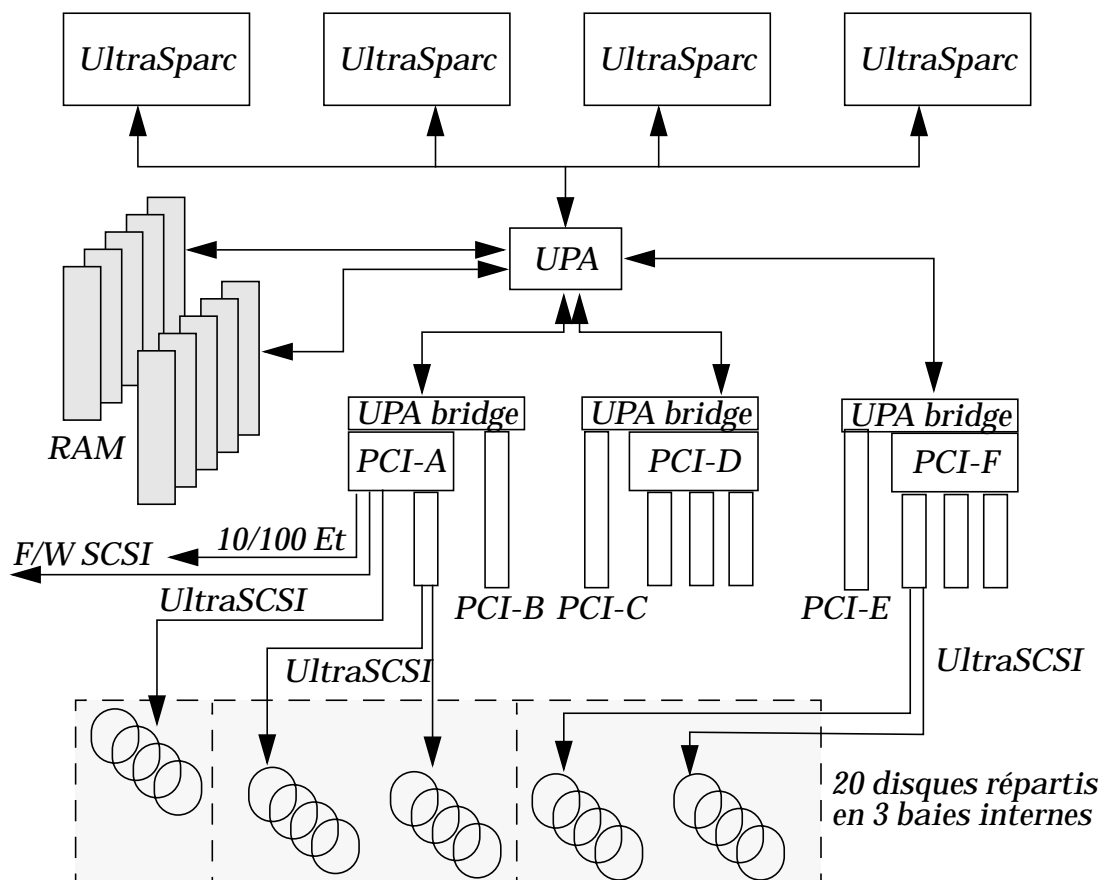 UltraSparc
UltraSparc
UltraSparc
UltraSparc
UPA
RAM
UPA bridge
UPA bridge
UPA bridge
PCI-A
PCI-D
PCI-F
10/100 Et
F/W SCSI
UltraSCSI
PCI-B
PCI-C
PCI-E
UltraSCSI
UltraSCSI
20 disques répartis
en 3 baies internes